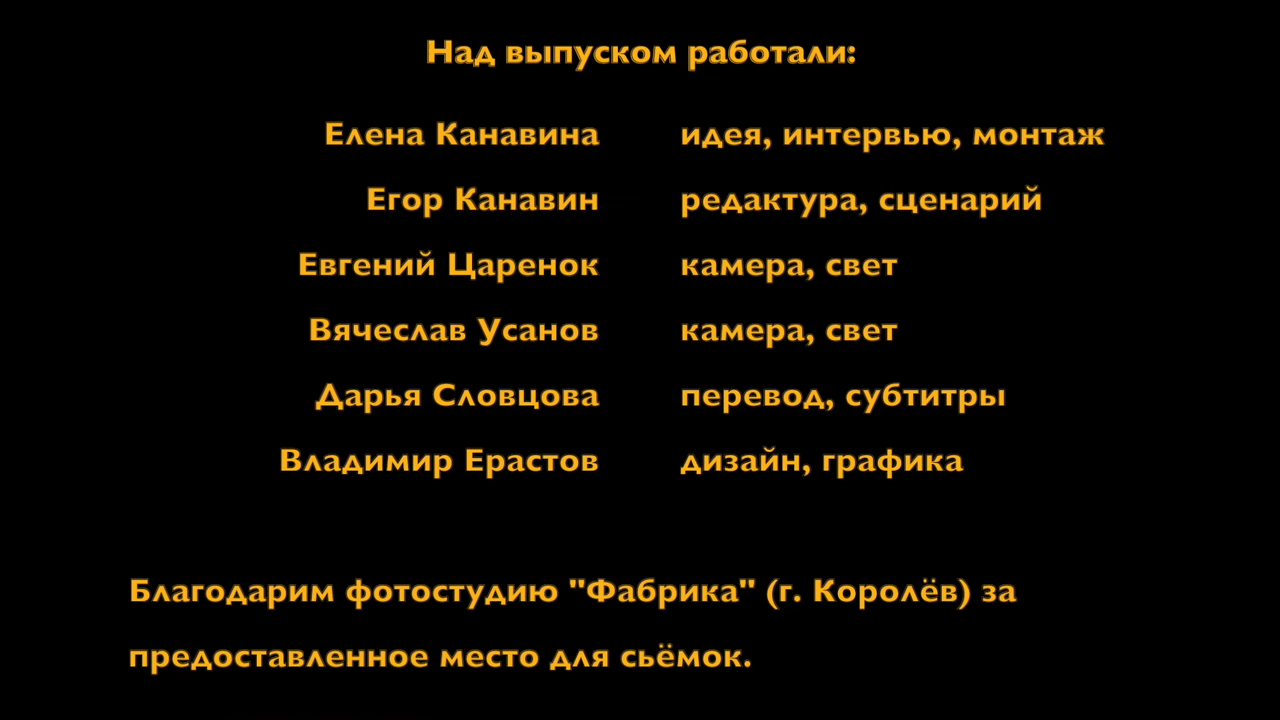 Над выпуском работали:
Елена Канавина идея, интервью, монтаж
Егор Канавин редактура, сценарий
Евгений Царенок камера, свет
Вячеслав Усанов камера, свет
Дарья Словцова перевод, субтитры
Владимир Ерастов дизайн, графика
Благодарим фотостудию "Фабрика" (г. Королёв) за
предоставленное место для сьёмок.